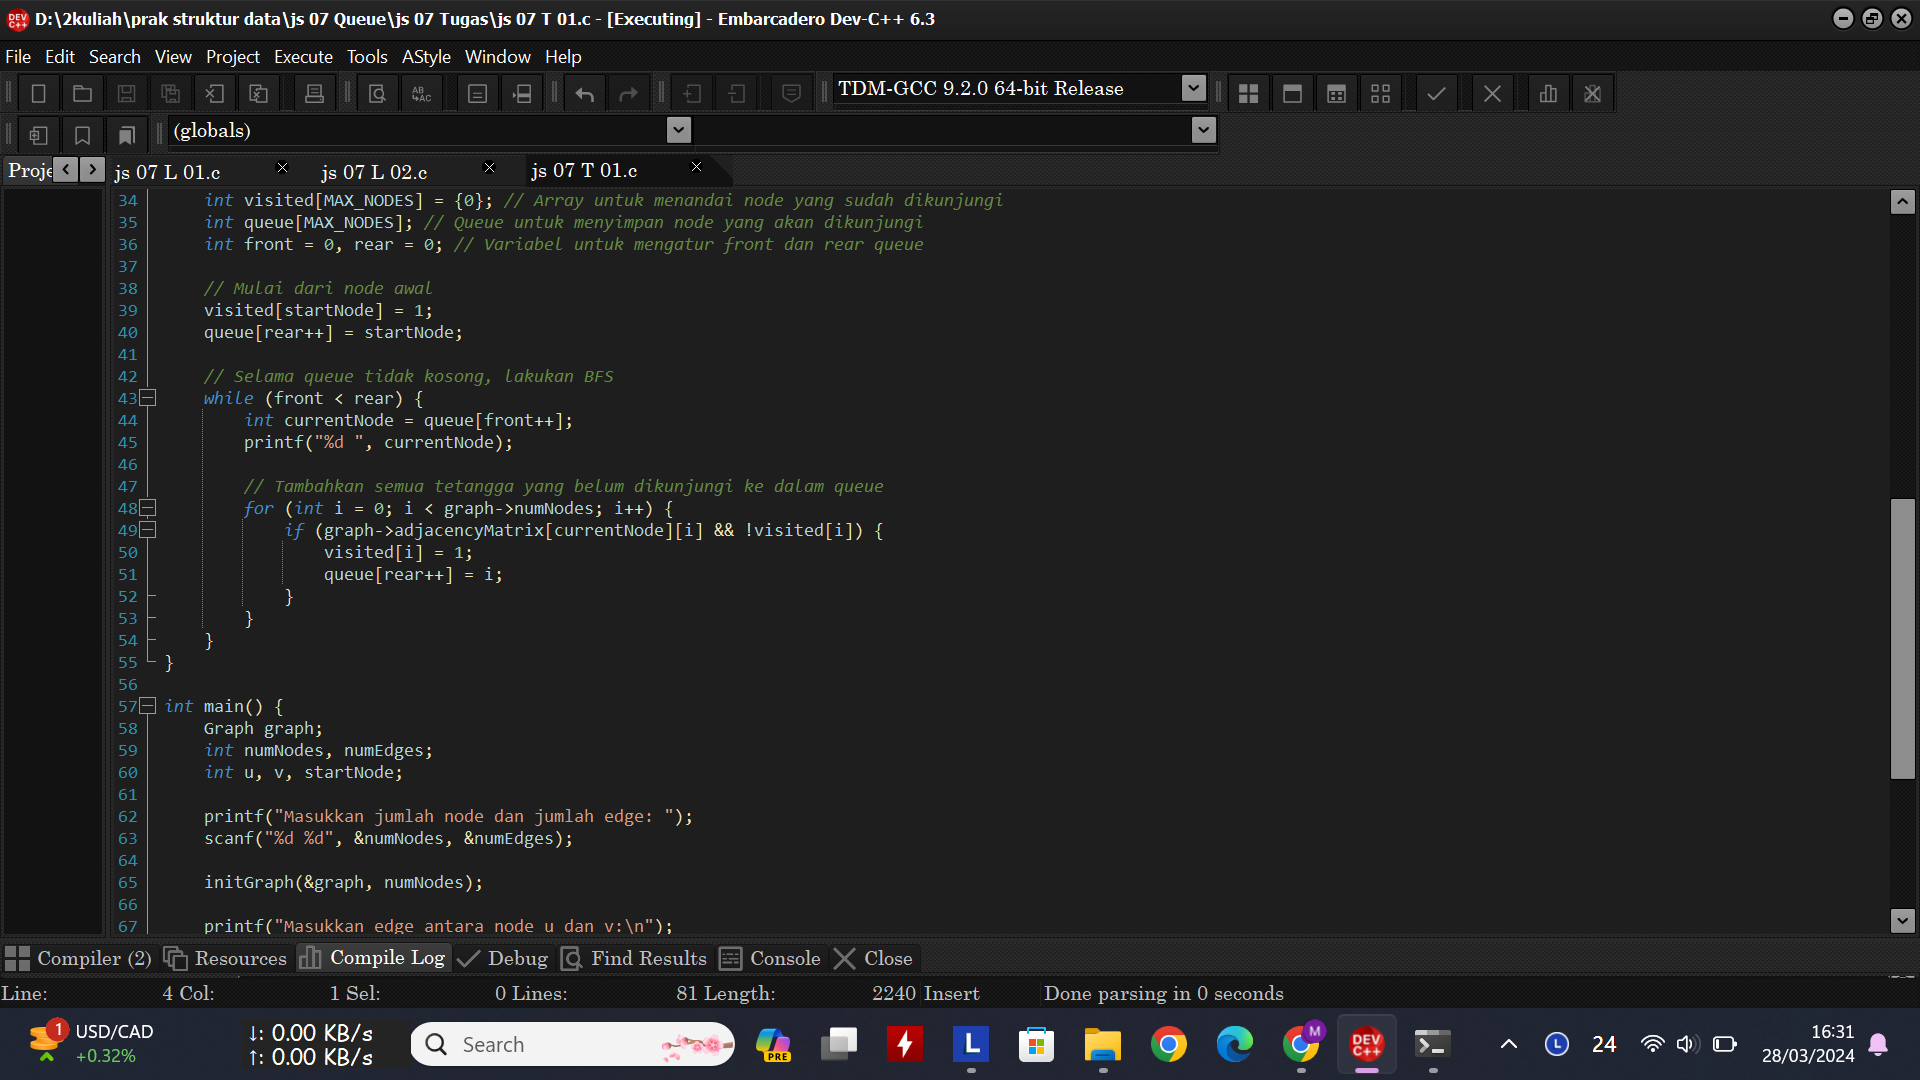 D:\2kuliah\prak struktur data\js 07 Queue\js 07 Tugas\js 07 T 01.c - [Executing] - Embarcadero Dev-C++ 6.3
File Edit Search View Project Execute Tools AStyle Window Help
TDM-GCC 9.2.0 64-bit Release
(globals)
Proje js 07 L 01.c js 07 L 02.c js 07 T 01.c
34 int visited[MAX_NODES] = {0}; // Array untuk menandai node yang sudah dikunjungi
35 int queue[MAX_NODES]; // Queue untuk menyimpan node yang akan dikunjungi
36 int front = 0, rear = 0; // Variabel untuk mengatur front dan rear queue
37
38 // Mulai dari node awal
39 visited[startNode] = 1;
40 queue[rear++] = startNode;
41
42 // Selama queue tidak kosong, lakukan BFS
43 while (front < rear) {
44 int currentNode = queue[front++];
45 printf("%d ", currentNode);
46
47 // Tambahkan semua tetangga yang belum dikunjungi ke dalam queue
48 for (int i = 0; i < graph->numNodes; i++) {
49 if (graph->adjacencyMatrix[currentNode][i] && !visited[i]) {
50 visited[i] = 1;
51 queue[rear++] = i;
52 }
53 }
54 }
55 }
56
57 int main() {
58 Graph graph;
59 int numNodes, numEdges;
60 int u, v, startNode;
61
62 printf("Masukkan jumlah node dan jumlah edge: ");
63 scanf("%d %d", &numNodes, &numEdges);
64
65 initGraph(&graph, numNodes);
66
67 printf("Masukkan edge antara node u dan v:\n");
Compiler (2) Resources Compile Log Debug Find Results Console Close
Line: 4 Col: 1 Sel: 0 Lines: 81 Length: 2240 Insert Done parsing in 0 seconds
1 USD/CAD +0.32%
↓: 0.00 KB/s
↑: 0.00 KB/s
Search
PRE
L
M
DEV C++
L
24
16:31
28/03/2024